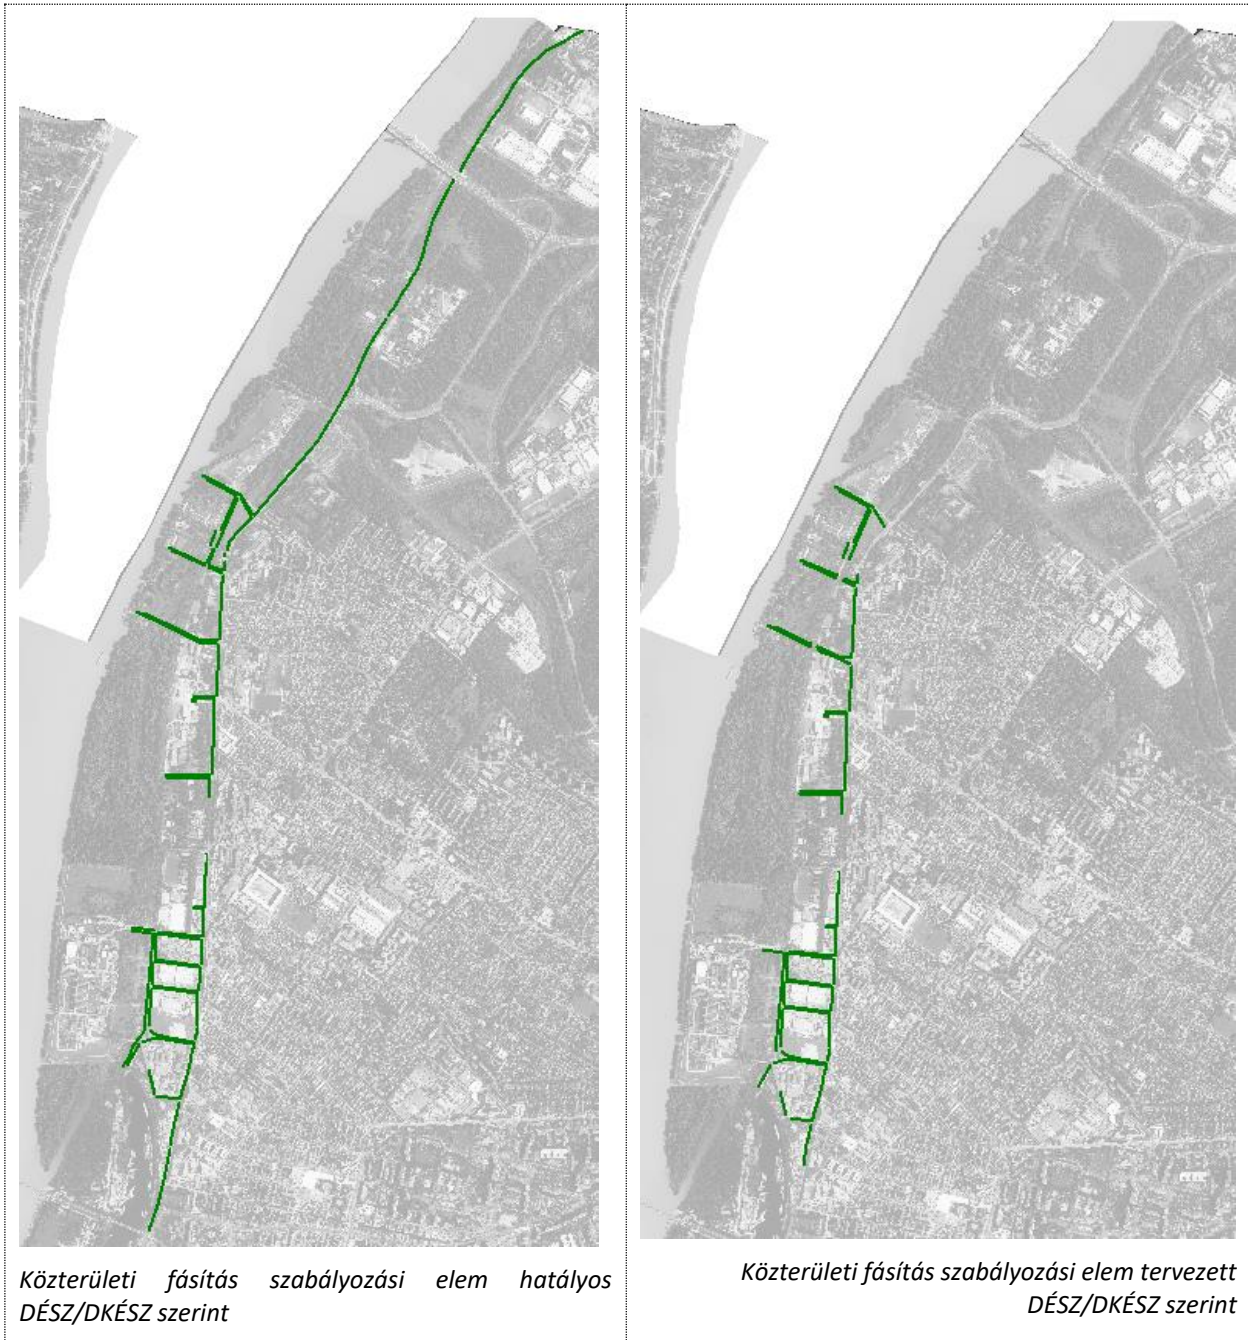 Közterületi fásítás szabályozási elem hatályos
DÉSZ/DKÉSZ szerint
Közterületi fásítás szabályozási elem tervezett
DÉSZ/DKÉSZ szerint